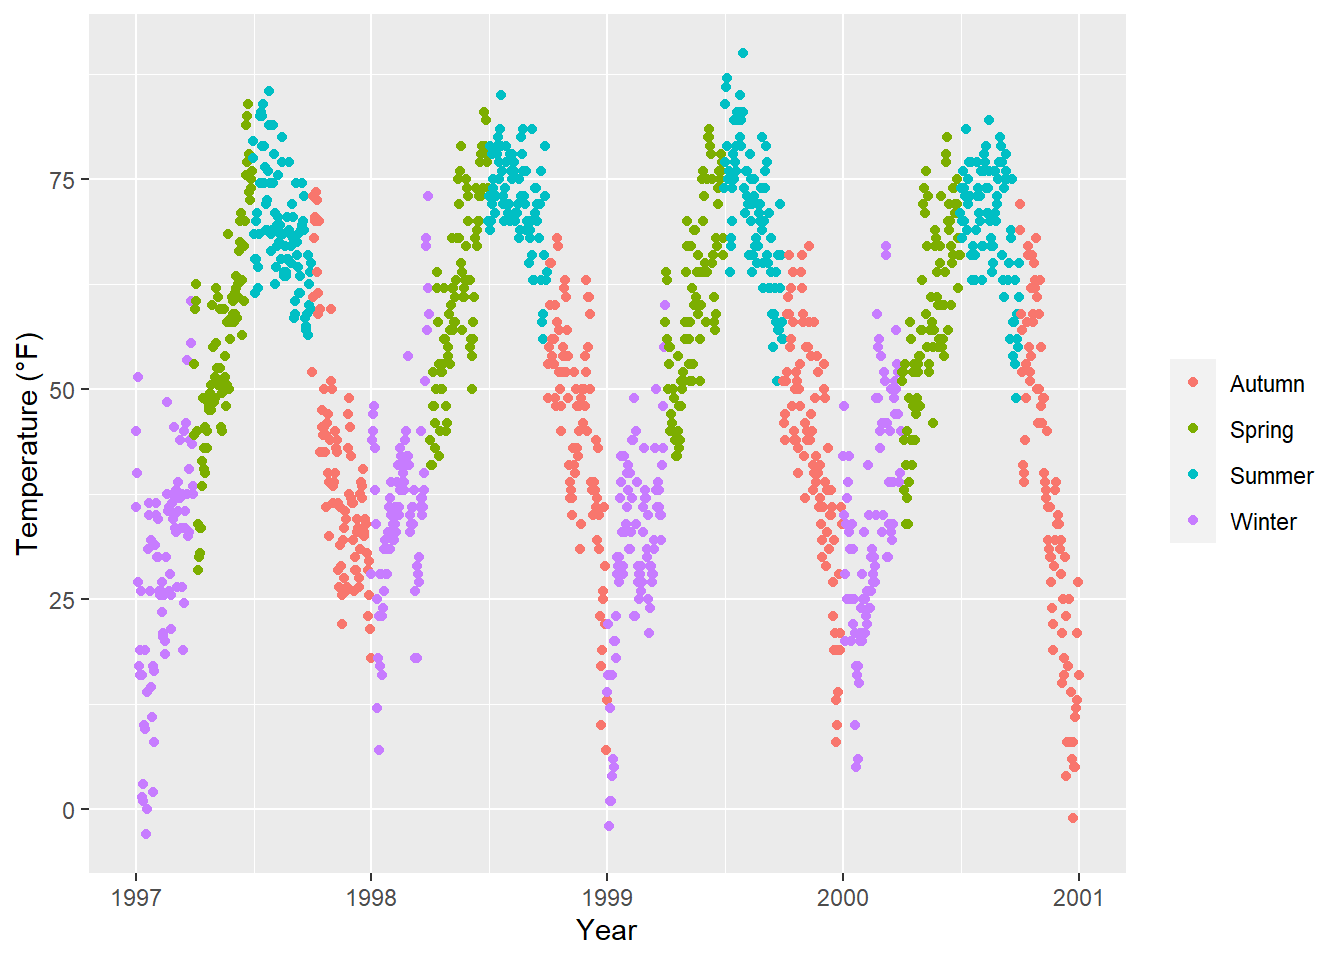 Temperature (°F)
75
50
25
0
1997 1998 1999 2000 2001
Year
Autumn
Spring
Summer
Winter